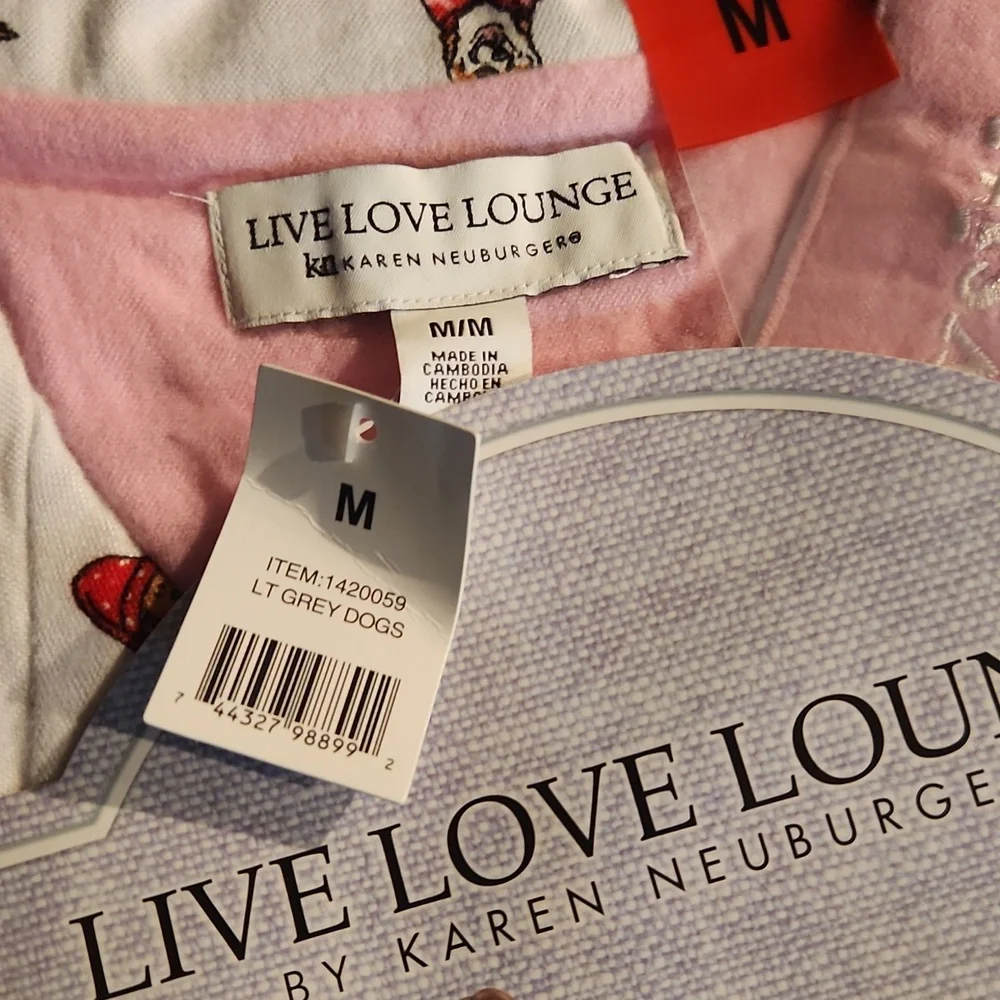 M
LIVE LOVE LOUNGE
kn KAREN NEUBURGER®
M/M
MADE IN
CAMBODIA
HECHO EN
M
ITEM:1420059
LT GREY DOGS
7 44327 98899 2
LIVE LOVE LOUN
BY KAREN NEUBURGE